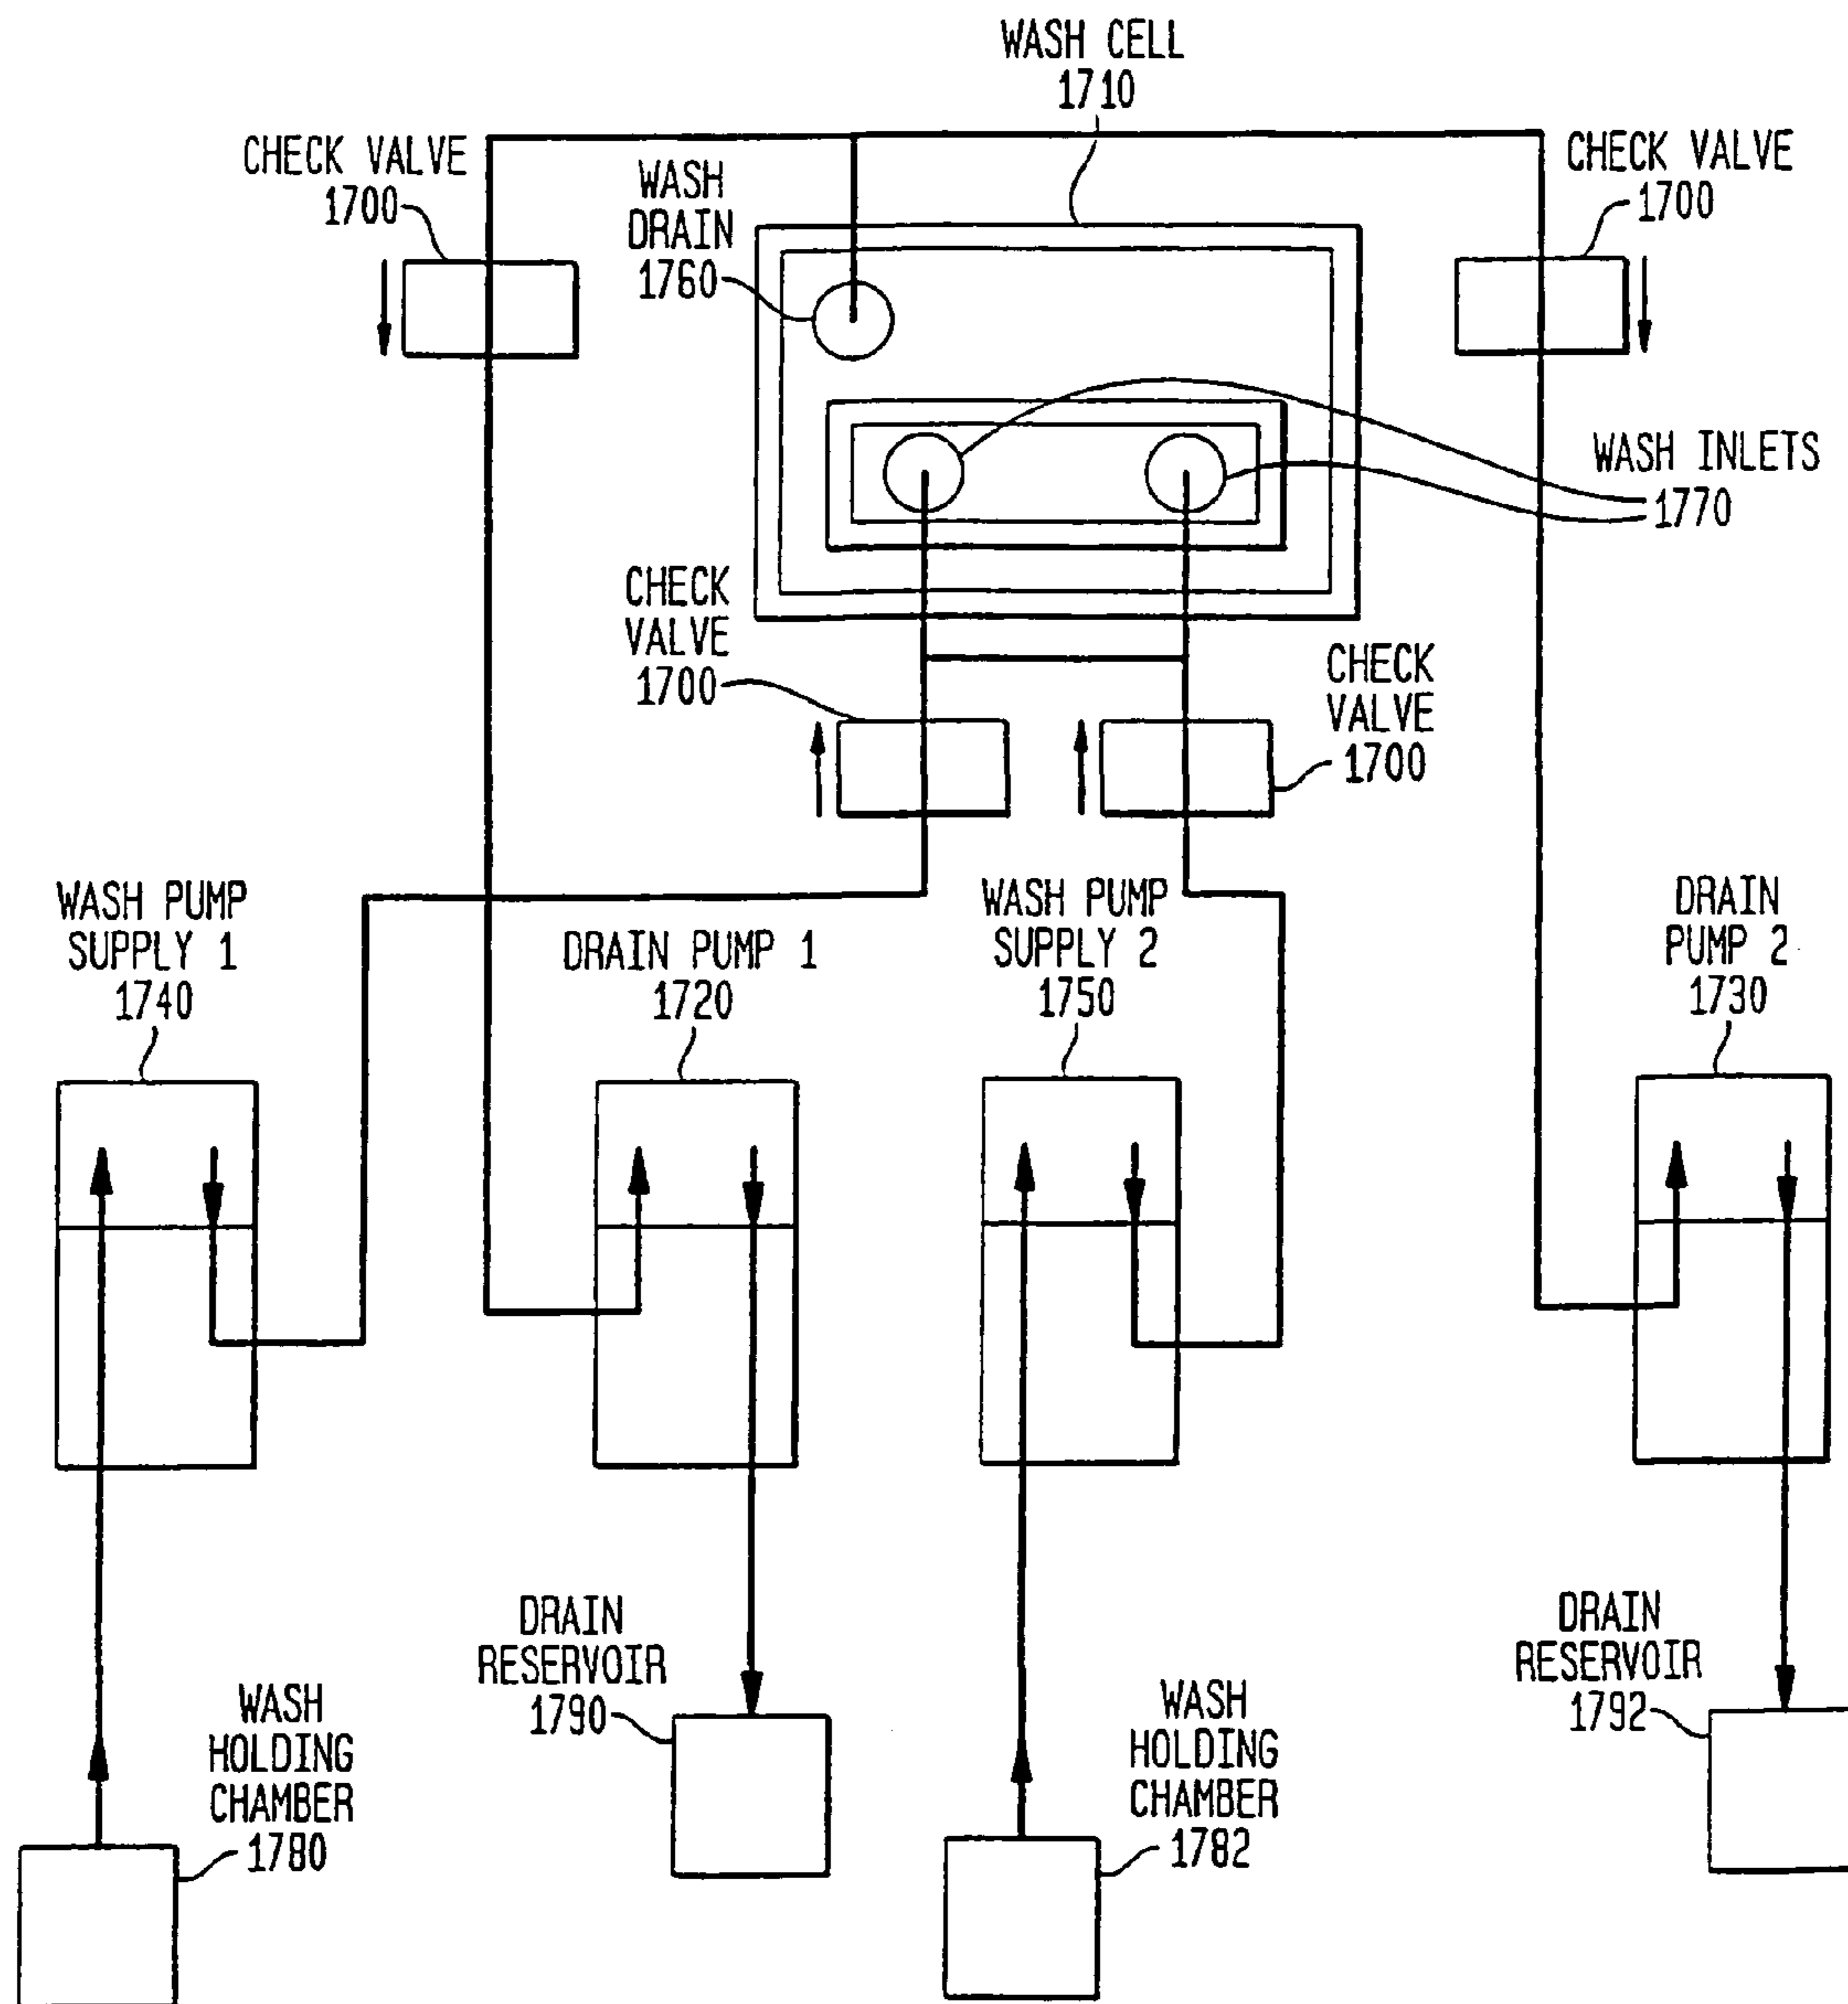 WASH CELL
1710
CHECK VALVE
1700
WASH
DRAIN
1760
CHECK VALVE
1700
WASH INLETS
1770
CHECK
VALVE
1700
CHECK
VALVE
1700
WASH PUMP
SUPPLY 1
1740
DRAIN PUMP 1
1720
WASH PUMP
SUPPLY 2
1750
DRAIN
PUMP 2
1730
DRAIN
RESERVOIR
1790
DRAIN
RESERVOIR
1792
WASH
HOLDING
CHAMBER
1780
WASH
HOLDING
CHAMBER
1782